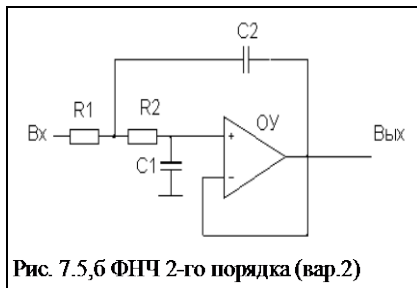 C2
R1
R2
ОУ
Вх
+
Вых
C1
-
Рис. 7.5,б ФНЧ 2-го порядка (вар.2)